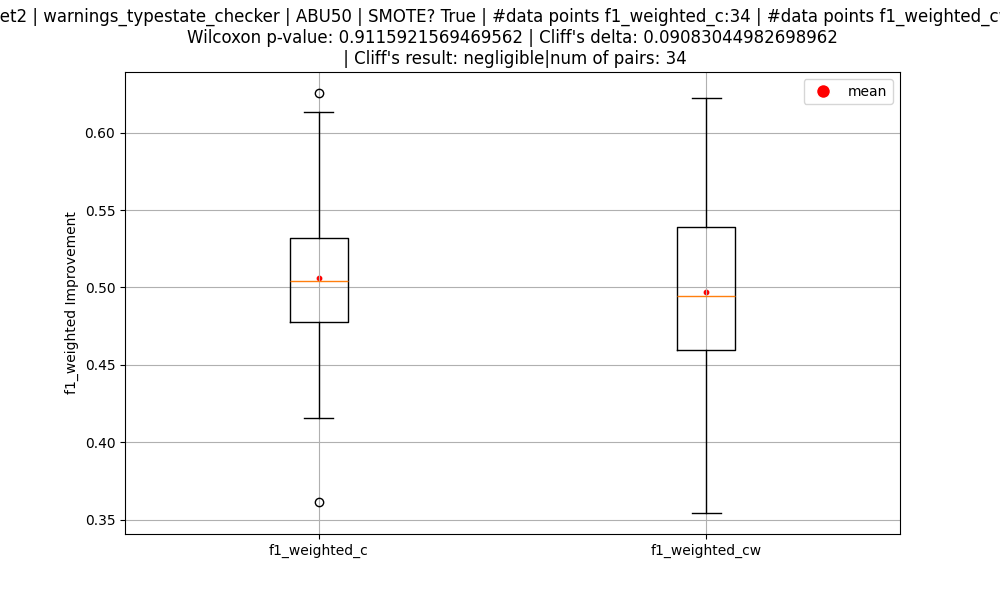 et2 | warnings_typestate_checker | ABU50 | SMOTE? True | #data points f1_weighted_c:34 | #data points f1_weighted_c
Wilcoxon p-value: 0.9115921569469562 | Cliff's delta: 0.09083044982698962
| Cliff's result: negligible|num of pairs: 34
mean
0.60
0.55
0.50
0.45
0.40
0.35
f1_weighted Improvement
f1_weighted_c
f1_weighted_cw